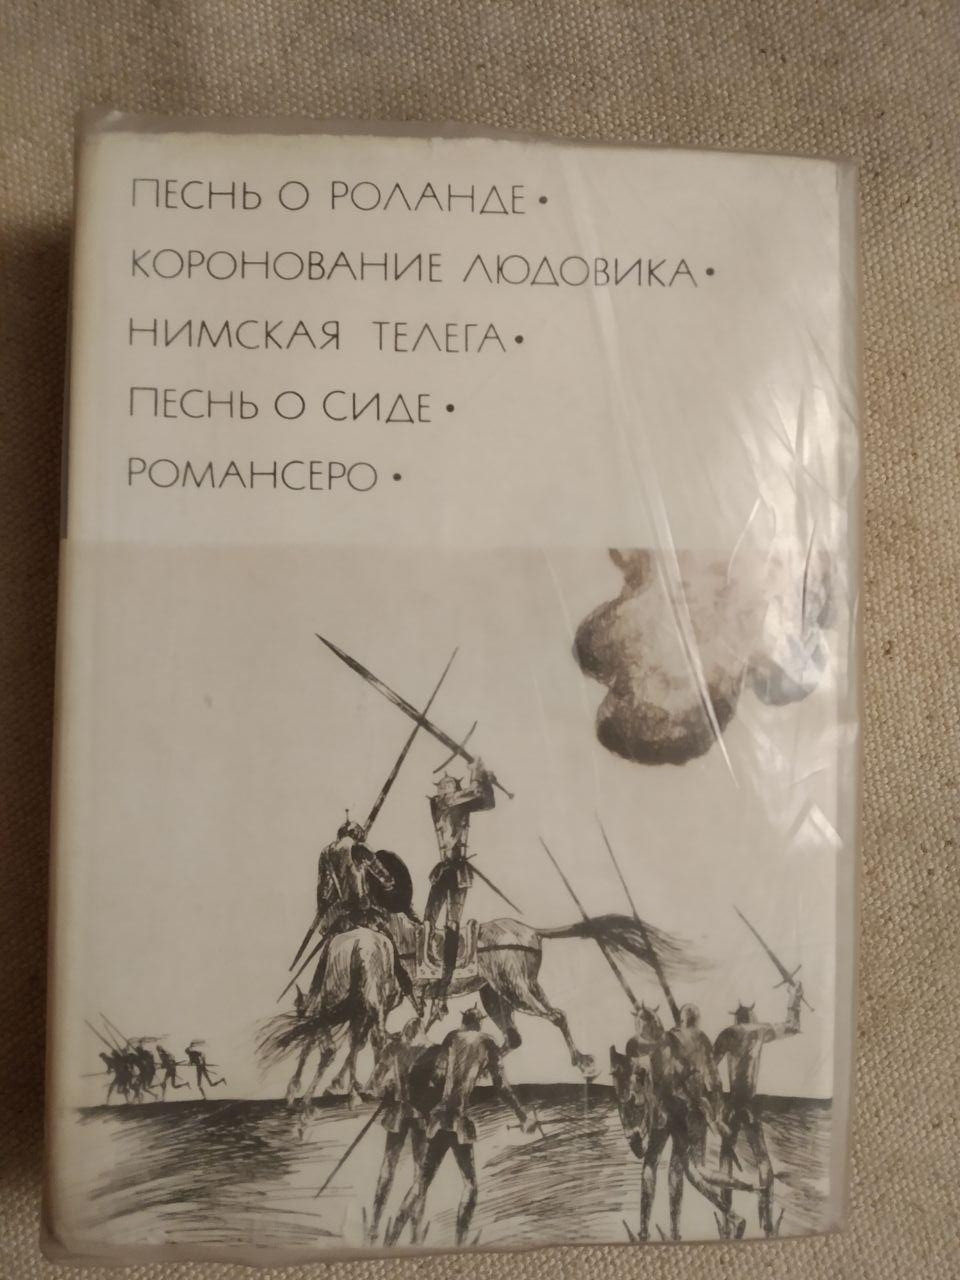 ПЕСНЬ О РОЛАНДЕ •
КОРОНОВАНИЕ ЛЮДОВИКА •
НИМСКАЯ ТЕЛЕГА •
ПЕСНЬ О СИДЕ •
РОМАНСЕРО •